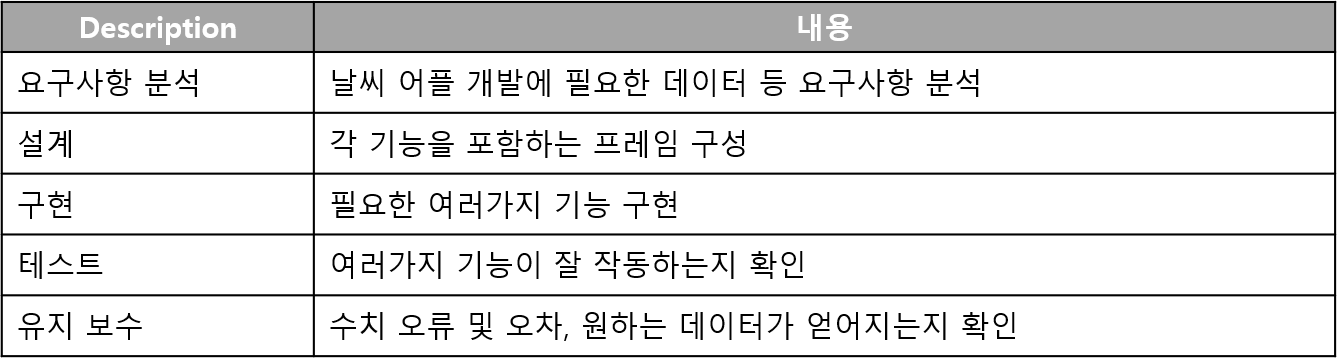 Description 내용
요구사항 분석 날씨 어플 개발에 필요한 데이터 등 요구사항 분석
설계 각 기능을 포함하는 프레임 구성
구현 필요한 여러가지 기능 구현
테스트 여러가지 기능이 잘 작동하는지 확인
유지 보수 수치 오류 및 오차, 원하는 데이터가 얻어지는지 확인